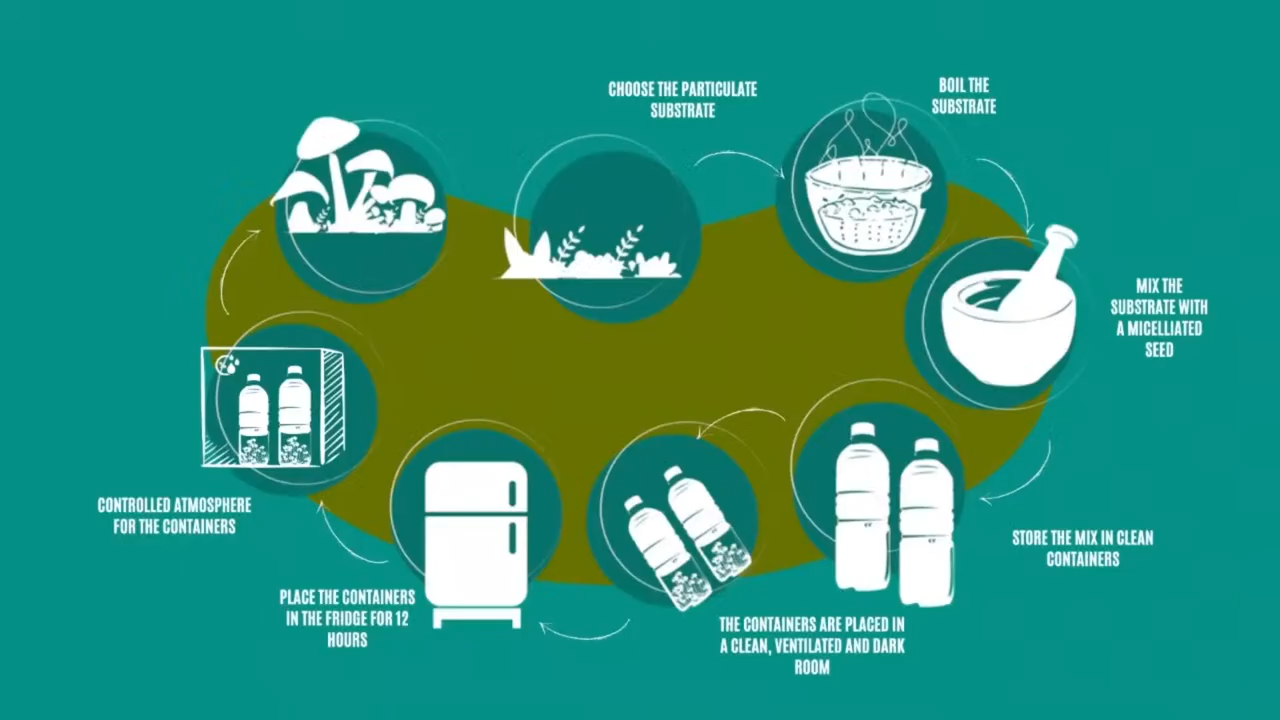 CHOOSE THE PARTICULATE
SUBSTRATE
BOIL THE
SUBSTRATE
MIX THE
SUBSTRATE WITH
A MICELLIATED
SEED
STORE THE MIX IN CLEAN
CONTAINERS
THE CONTAINERS ARE PLACED IN
A CLEAN, VENTILATED AND DARK
ROOM
PLACE THE CONTAINERS
IN THE FRIDGE FOR 12
HOURS
CONTROLLED ATMOSPHERE
FOR THE CONTAINERS